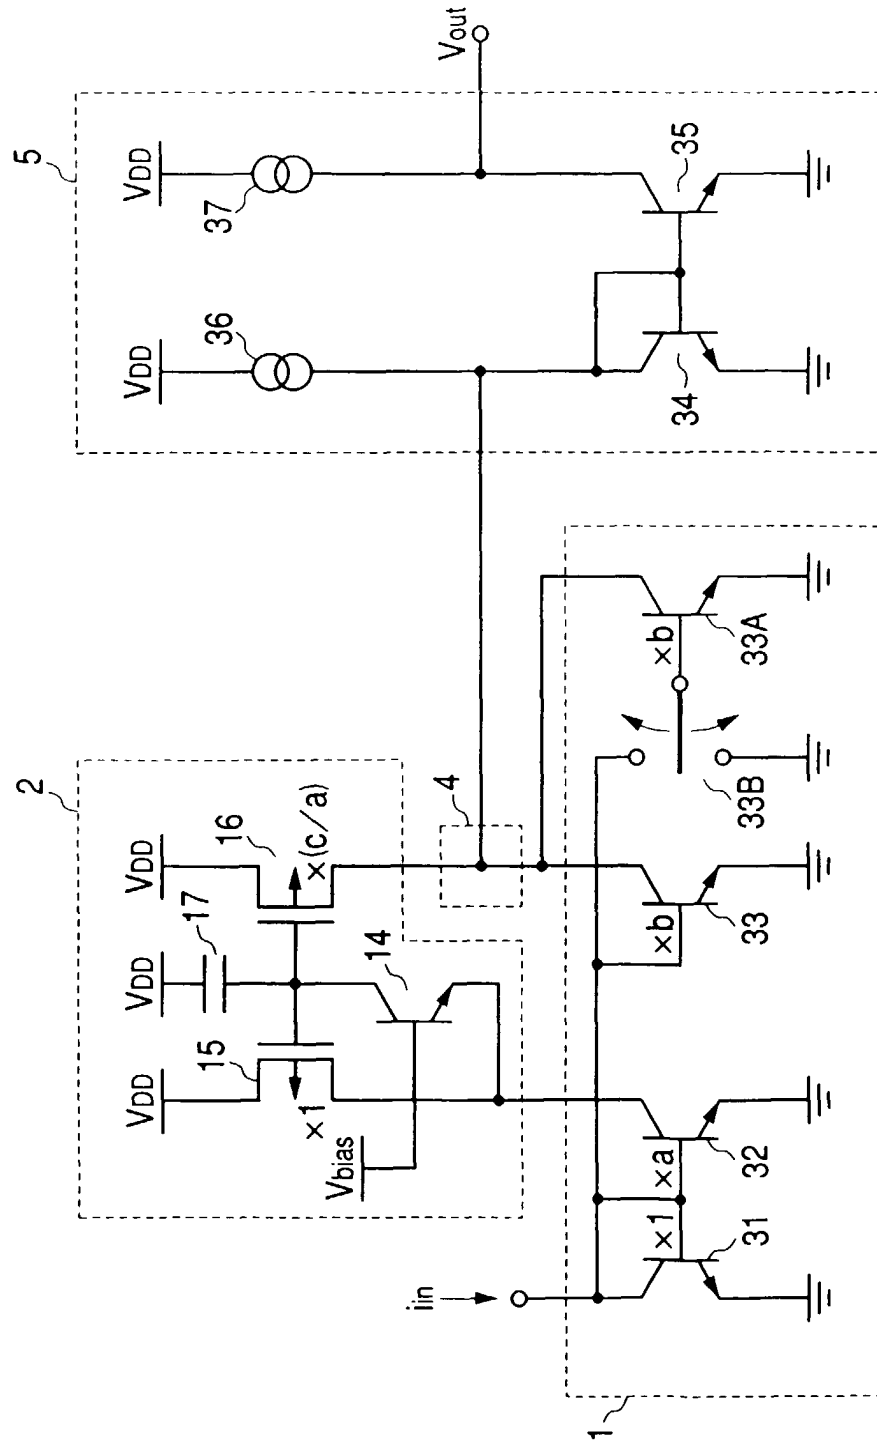 5
VDD
37
Vout
35
VDD
36
34
2
VDD
16
×(c/a)
VDD
17
14
VDD
15
×1
Vbias
4
33A
×b
33B
×b
33
×a
32
×1
31
iin
1